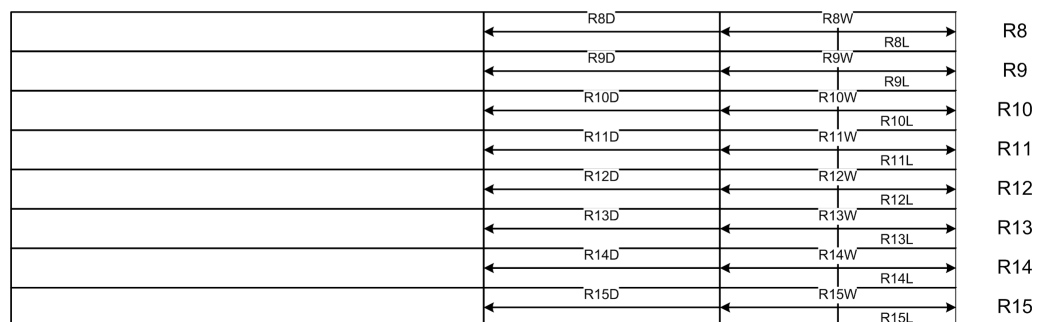 R8D R8W
R8
R8L
R9D R9W
R9
R9L
R10D R10W
R10
R10L
R11D R11W
R11
R11L
R12D R12W
R12
R12L
R13D R13W
R13
R13L
R14D R14W
R14
R14L
R15D R15W
R15
R15L